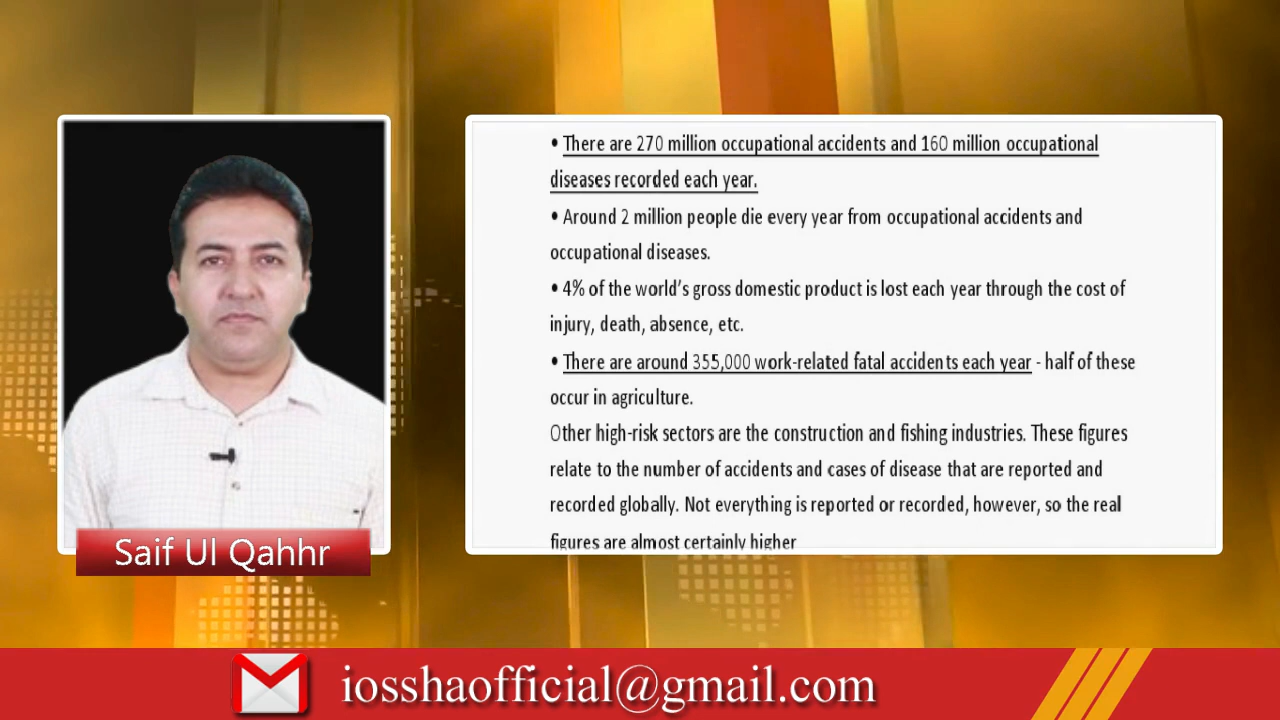 • There are 270 million occupational accidents and 160 million occupational
diseases recorded each year.
• Around 2 million people die every year from occupational accidents and
occupational diseases.
• 4% of the world's gross domestic product is lost each year through the cost of
injury, death, absence, etc.
• There are around 355,000 work-related fatal accidents each year - half of these
occur in agriculture.
Other high-risk sectors are the construction and fishing industries. These figures
relate to the number of accidents and cases of disease that are reported and
recorded globally. Not everything is reported or recorded, however, so the real
figures are almost certainly higher
Saif Ul Qahhr
iosshaofficial@gmail.com